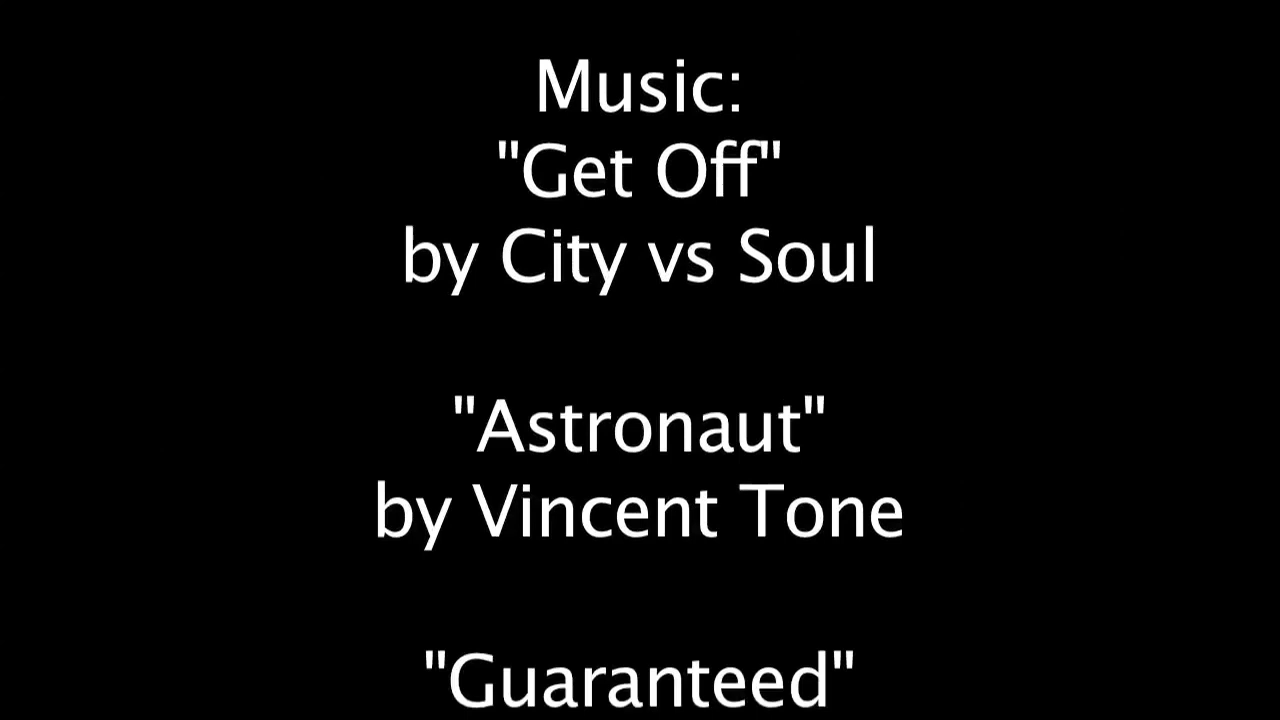 Music:
"Get Off"
by City vs Soul
"Astronaut"
by Vincent Tone
"Guaranteed"